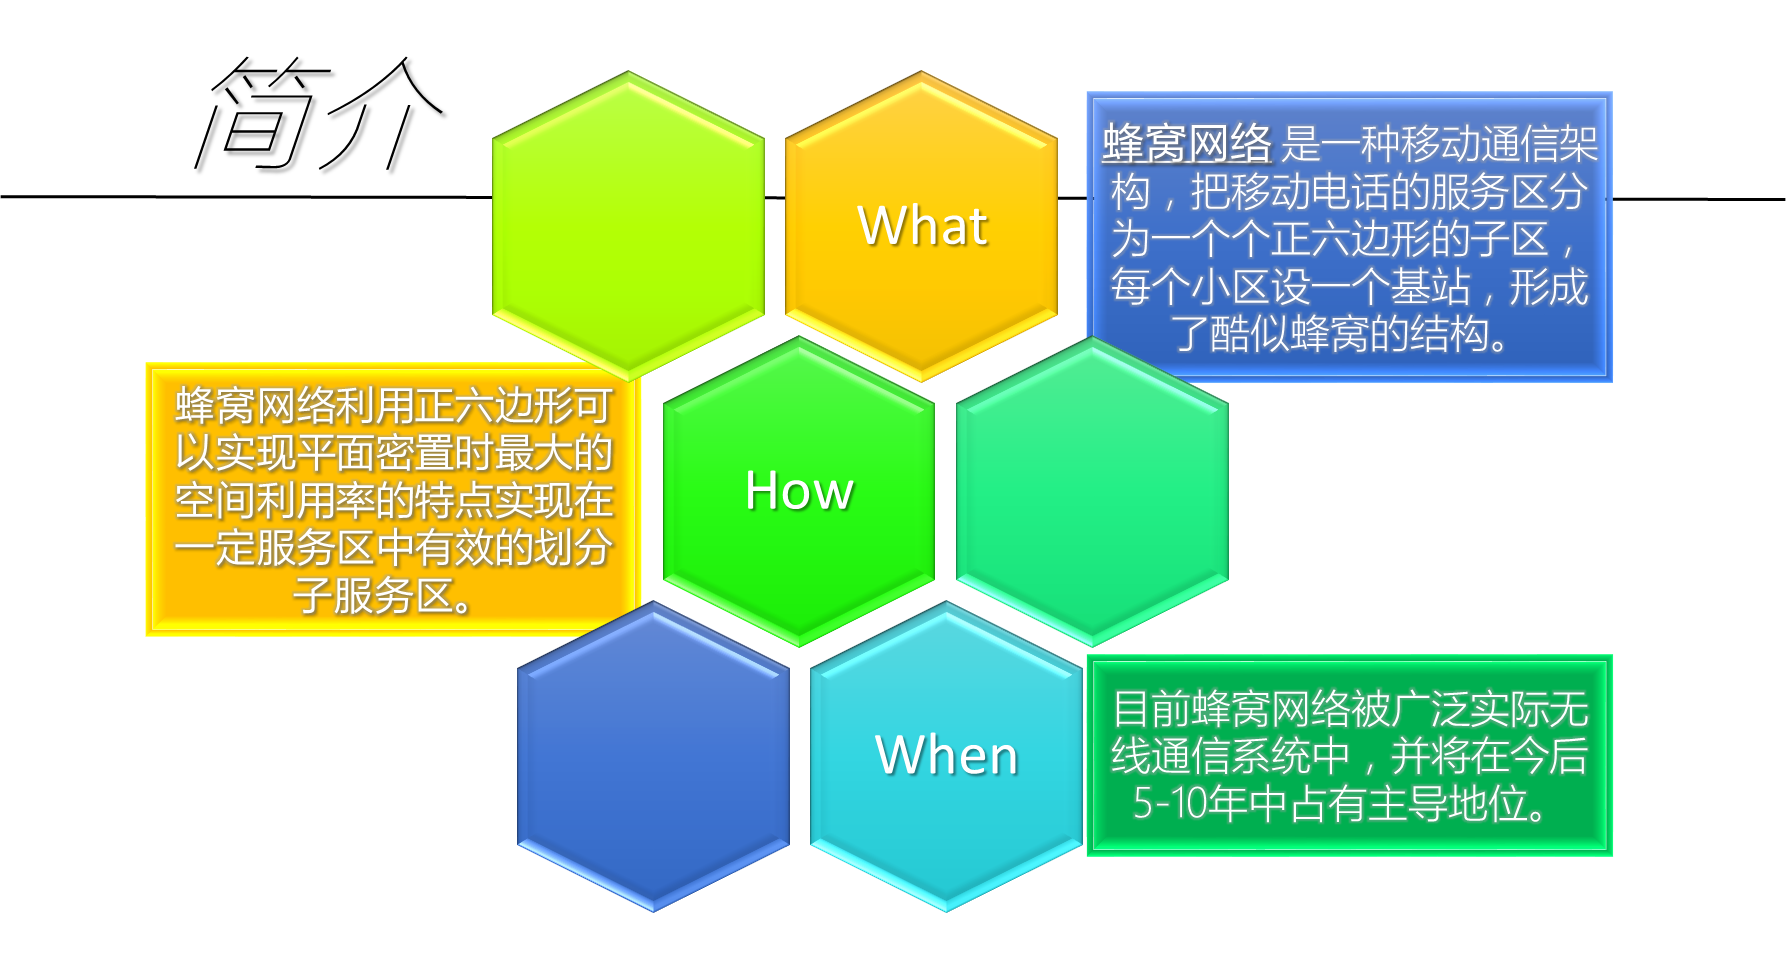 简介
What
蜂窝网络 是一种移动通信架
构，把移动电话的服务区分
为一个个正六边形的子区，
每个小区设一个基站，形成
了酷似蜂窝的结构。
How
蜂窝网络利用正六边形可
以实现平面密置时最大的
空间利用率的特点实现在
一定服务区中有效的划分
子服务区。
When
目前蜂窝网络被广泛实际无
线通信系统中，并将在今后
5-10年中占有主导地位。